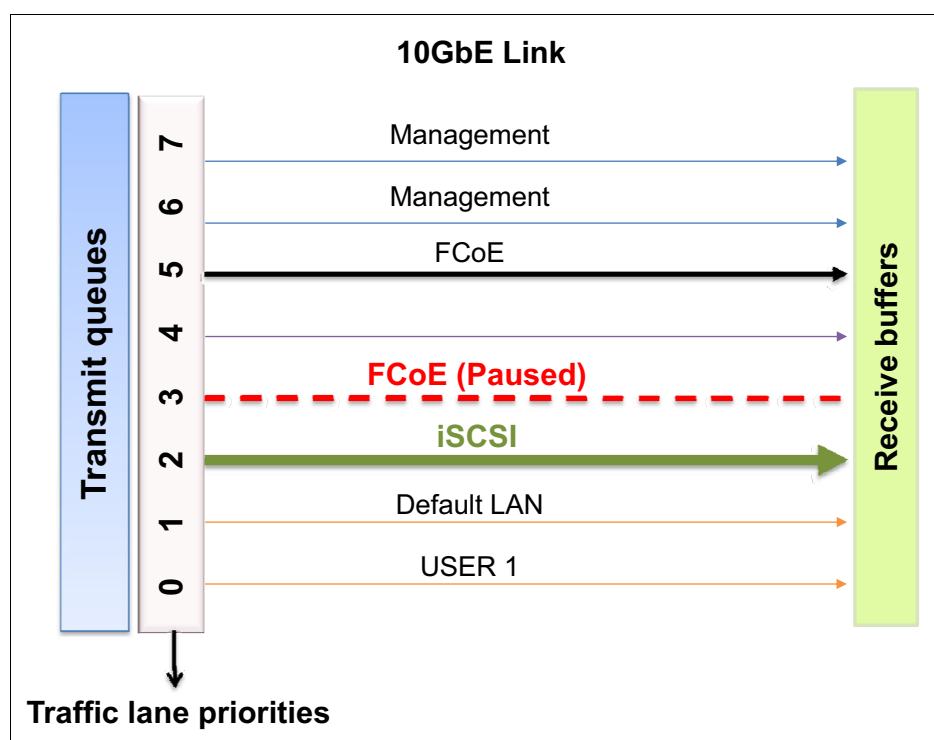 10GbE Link
Transmit queues
7
Management
6
Management
5
FCoE
4
3
FCoE (Paused)
2
iSCSI
1
Default LAN
0
USER 1
Receive buffers
Traffic lane priorities